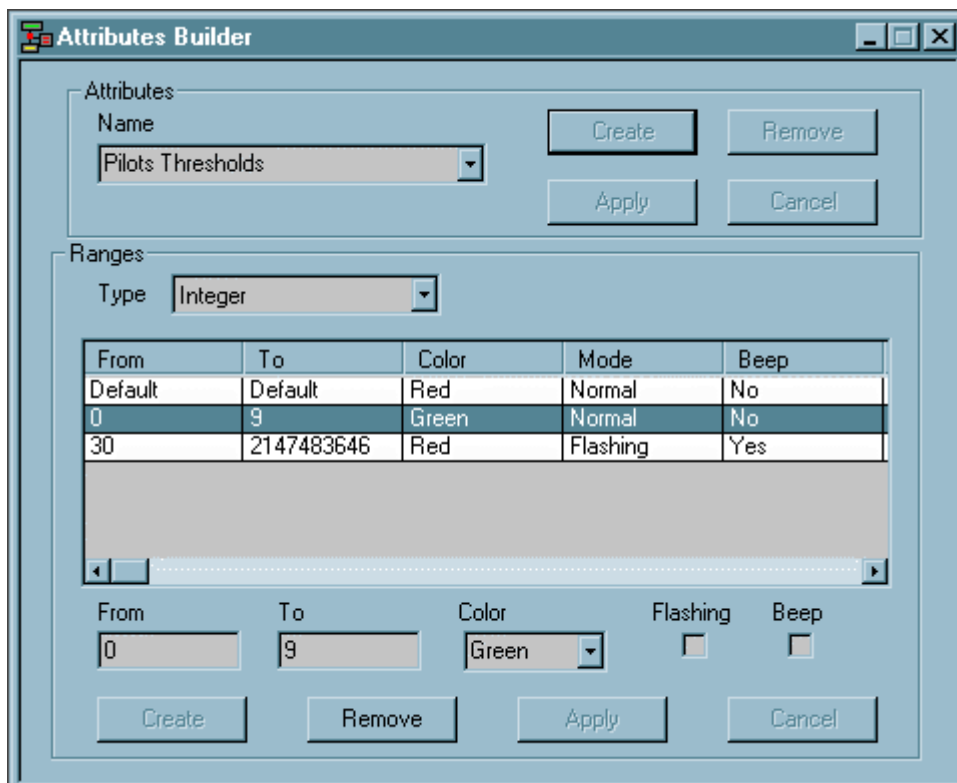 Attributes Builder
Attributes
Name
Create Remove
Pilots Thresholds
Apply Cancel
Ranges
Type Integer
From To Color Mode Beep
Default Default Red Normal No
0 9 Green Normal No
30 2147483646 Red Flashing Yes
From To Color Flashing Beep
0 9 Green
Create Remove Apply Cancel